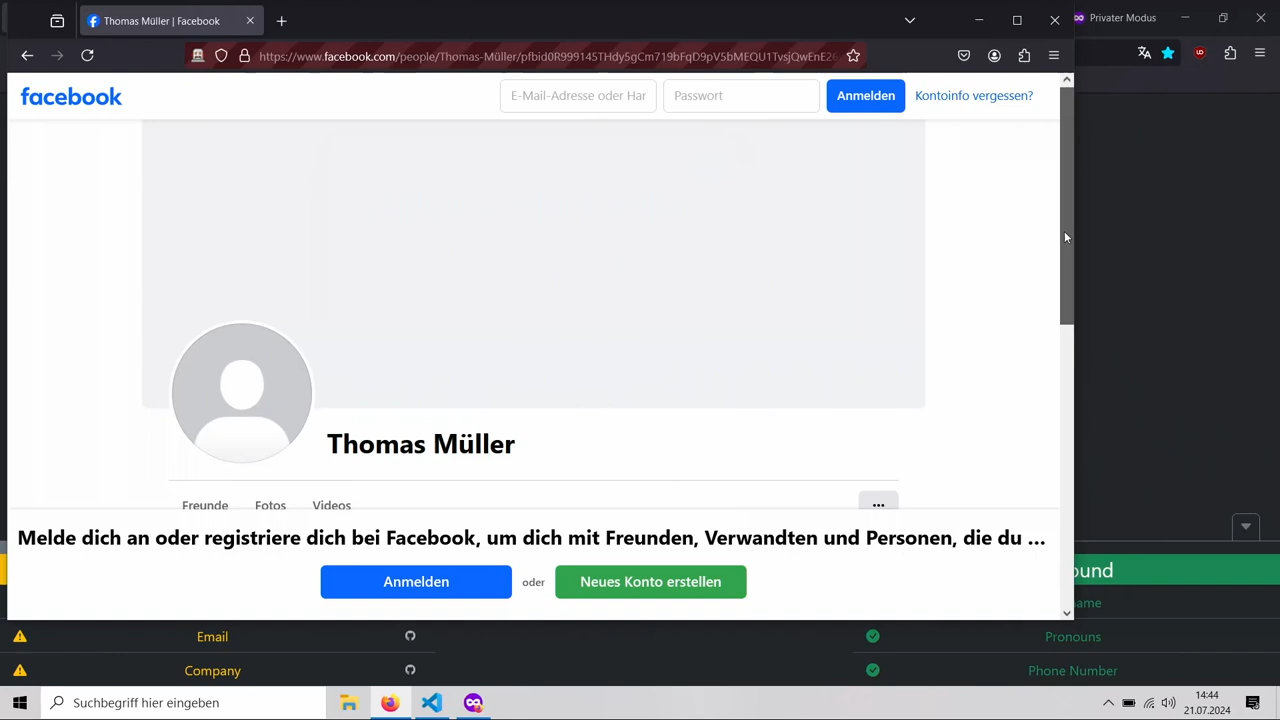 Thomas Müller | Facebook
Privater Modus
https://www.facebook.com/people/Thomas-Müller/pfbid0R999145THdy5gCm719bFqD9pV5bMEQU1TvsjQwEnE26
facebook
E-Mail-Adresse oder Han
Passwort
Anmelden
Kontoinfo vergessen?
Thomas Müller
Freunde Fotos Videos
...
Melde dich an oder registriere dich bei Facebook, um dich mit Freunden, Verwandten und Personen, die du ...
Anmelden
oder
Neues Konto erstellen
ound
ame
Email
Pronouns
Company
Phone Number
Suchbegriff hier eingeben
14:44
21.07.2024